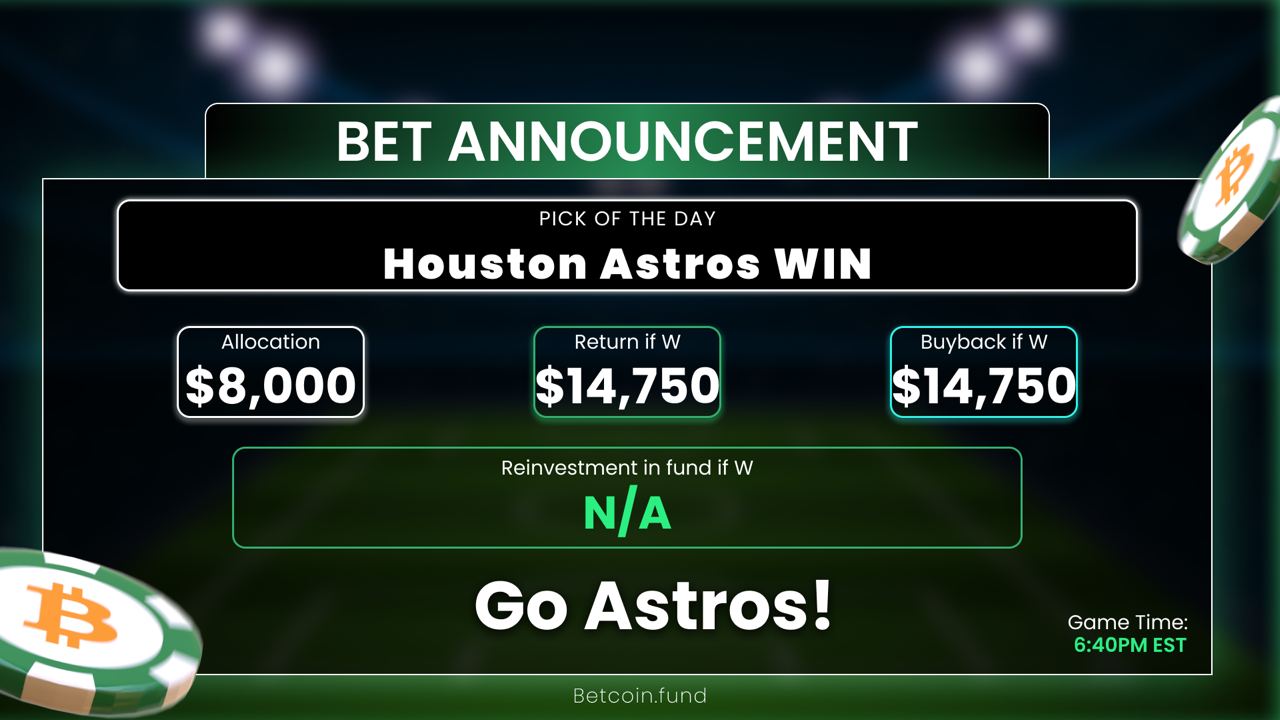 BET ANNOUNCEMENT
PICK OF THE DAY
Houston Astros WIN
Allocation
$8,000
Return if W
$14,750
Buyback if W
$14,750
Reinvestment in fund if W
N/A
Go Astros!
Game Time:
6:40PM EST
Betcoin.fund